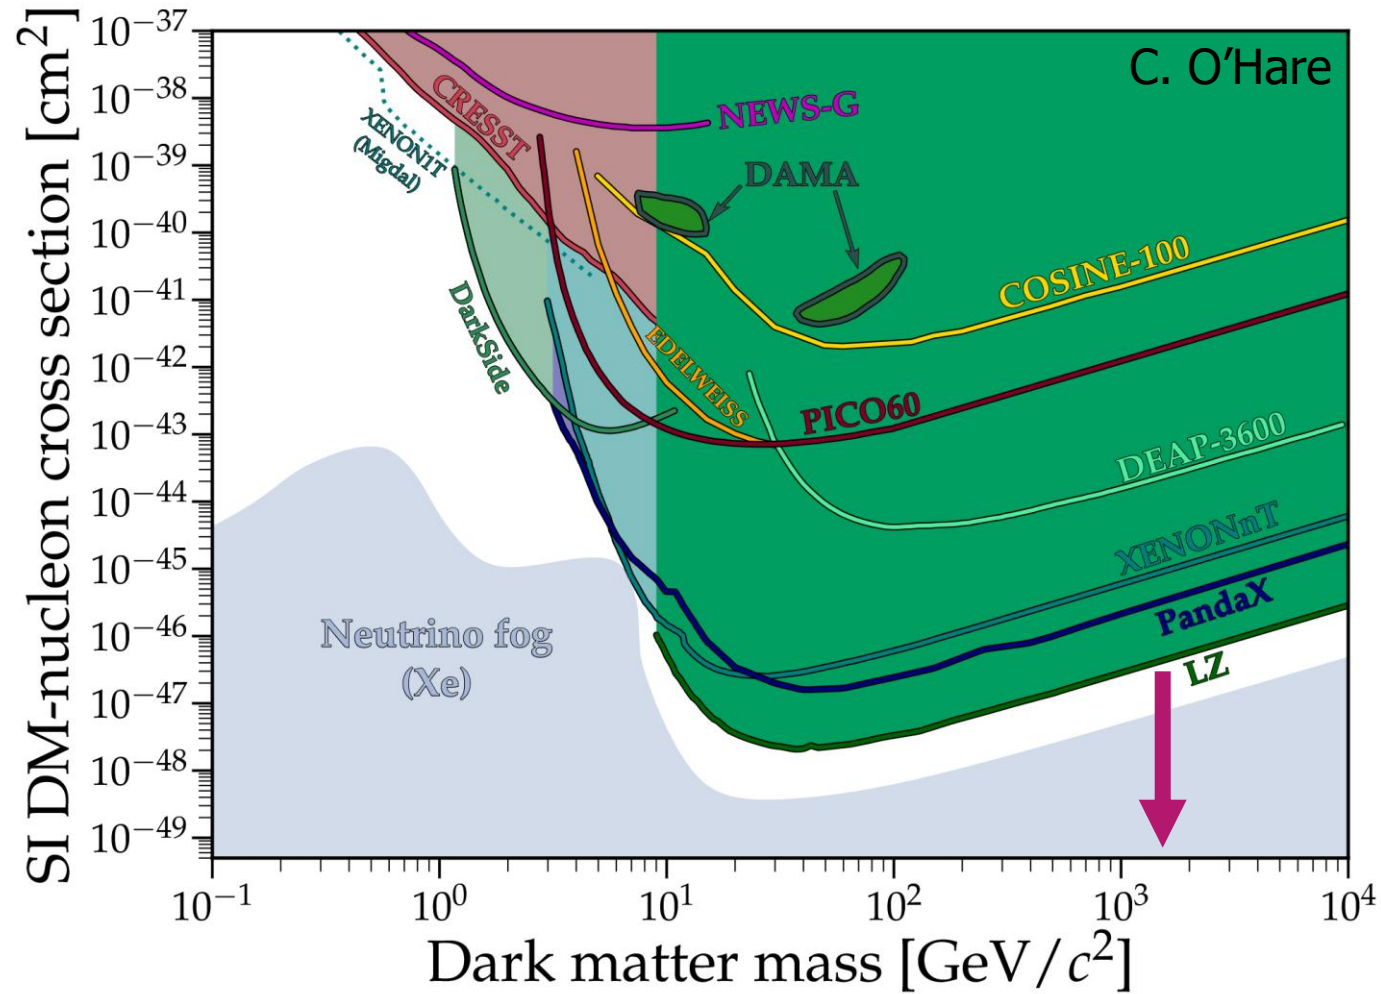 SI DM-nucleon cross section [cm²]
10⁻³⁷
10⁻³⁸
10⁻³⁹
10⁻⁴⁰
10⁻⁴¹
10⁻⁴²
10⁻⁴³
10⁻⁴⁴
10⁻⁴⁵
10⁻⁴⁶
10⁻⁴⁷
10⁻⁴⁸
10⁻⁴⁹
C. O'Hare
NEWS-G
CRESST
XENON1T
(Migdal)
DAMA
COSINE-100
DarkSide
EDELWEISS
PICO60
DEAP-3600
XENONnT
PandaX
LZ
Neutrino fog
(Xe)
10⁻¹
10⁰
10¹
10²
10³
10⁴
Dark matter mass [GeV/c²]